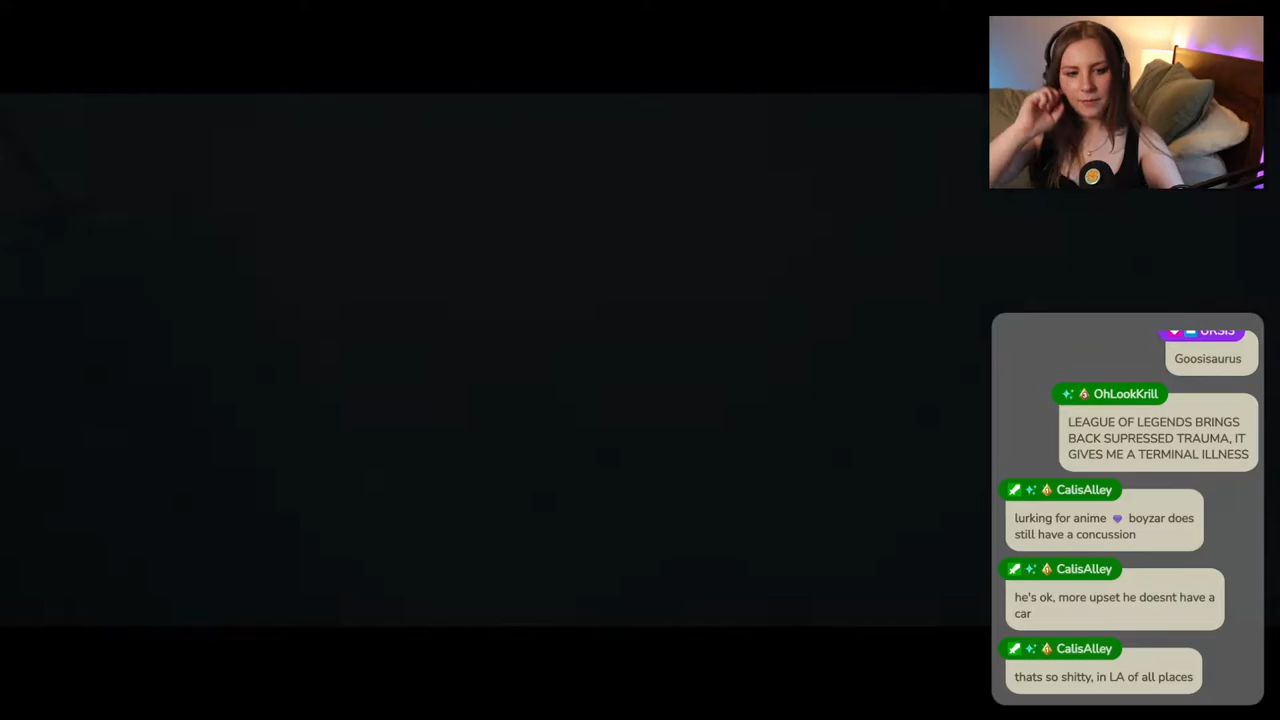 URSIS
Goosisaurus
OhLookKrill
LEAGUE OF LEGENDS BRINGS
BACK SUPRESSED TRAUMA, IT
GIVES ME A TERMINAL ILLNESS
CalisAlley
lurking for anime 💜 boyzar does
still have a concussion
CalisAlley
he's ok, more upset he doesnt have a
car
CalisAlley
thats so shitty, in LA of all places